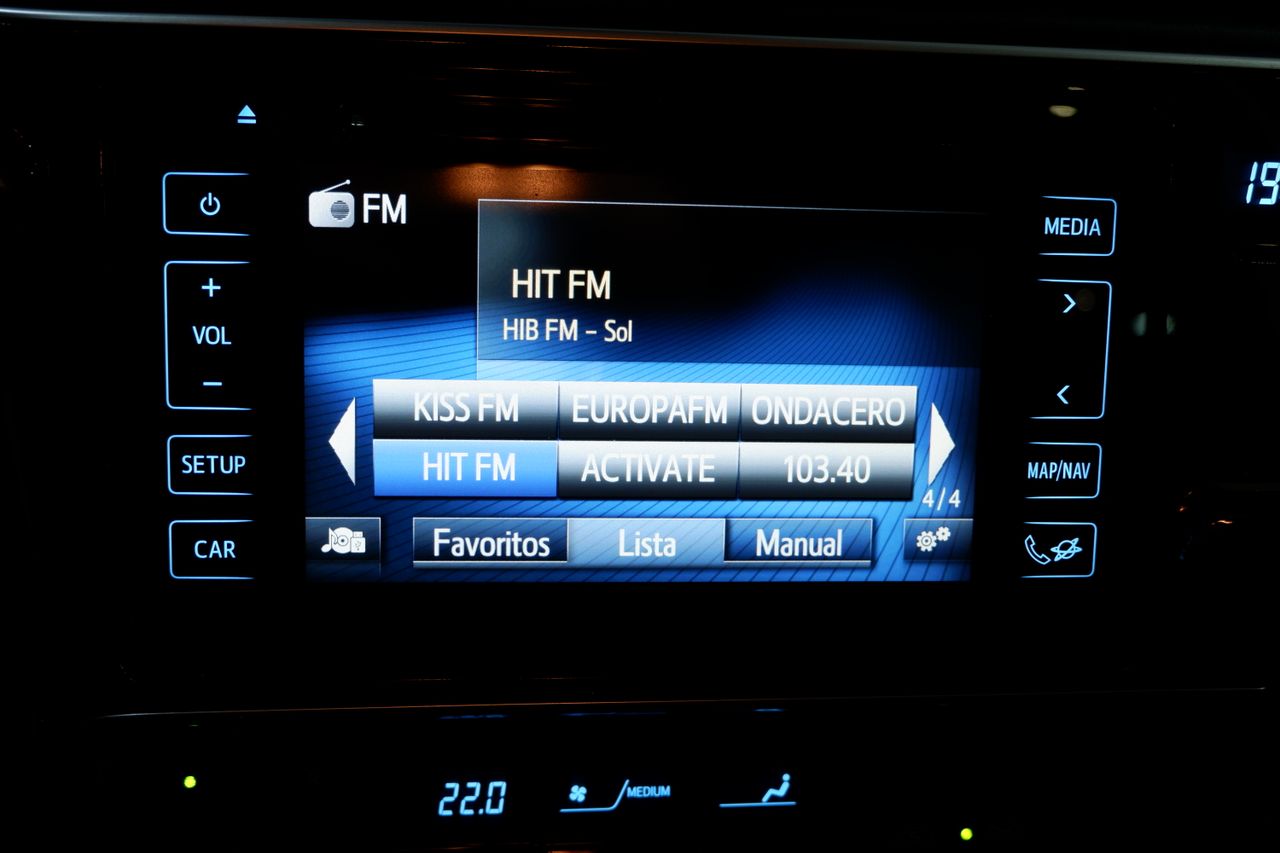 19
FM
MEDIA
HIT FM
HIB FM – Sol
+
VOL
–
KISS FM
EUROPAFM
ONDACERO
SETUP
HIT FM
ACTIVATE
103.40
MAP/NAV
4/4
CAR
Favoritos
Lista
Manual
22.0
MEDIUM